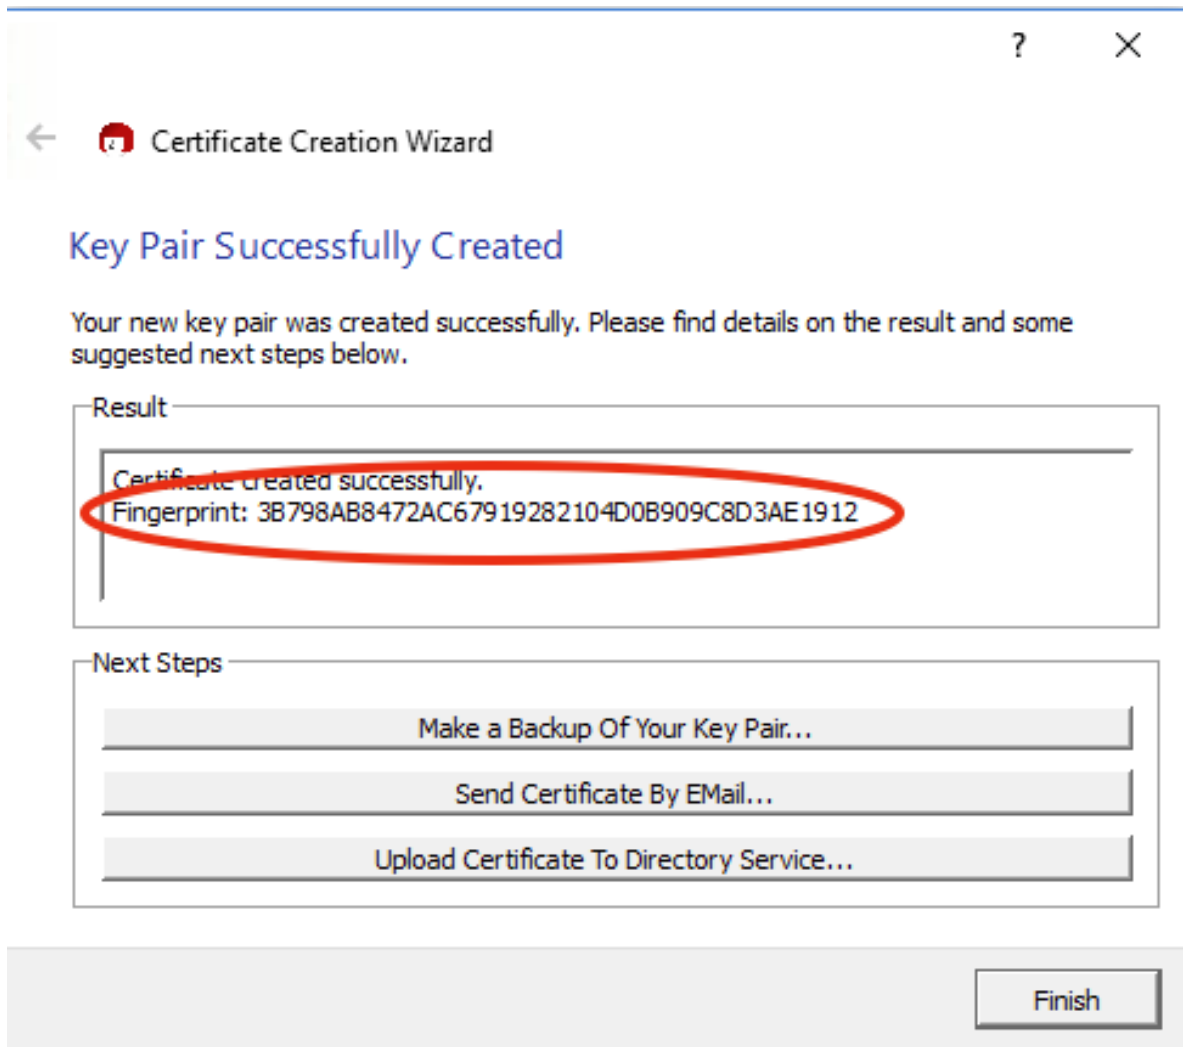 ?
Certificate Creation Wizard
Key Pair Successfully Created
Your new key pair was created successfully. Please find details on the result and some
suggested next steps below.
Result
Certificate created successfully.
Fingerprint: 3B798AB8472AC67919282104D0B909C8D3AE1912
Next Steps
Make a Backup Of Your Key Pair...
Send Certificate By EMail...
Upload Certificate To Directory Service...
Finish